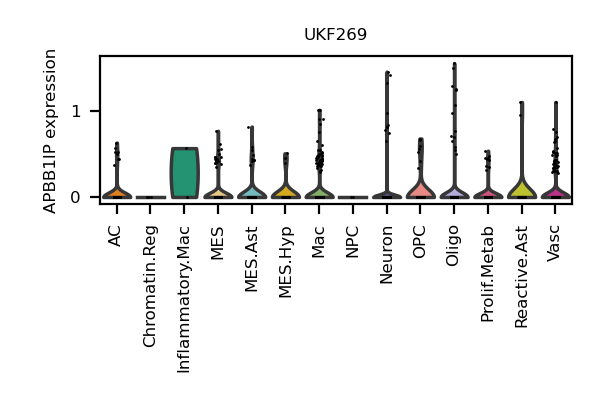 UKF269
APBB1IP expression
1
0
AC
Chromatin.Reg
Inflammatory.Mac
MES
MES.Ast
MES.Hyp
Mac
NPC
Neuron
OPC
Oligo
Prolif.Metab
Reactive.Ast
Vasc